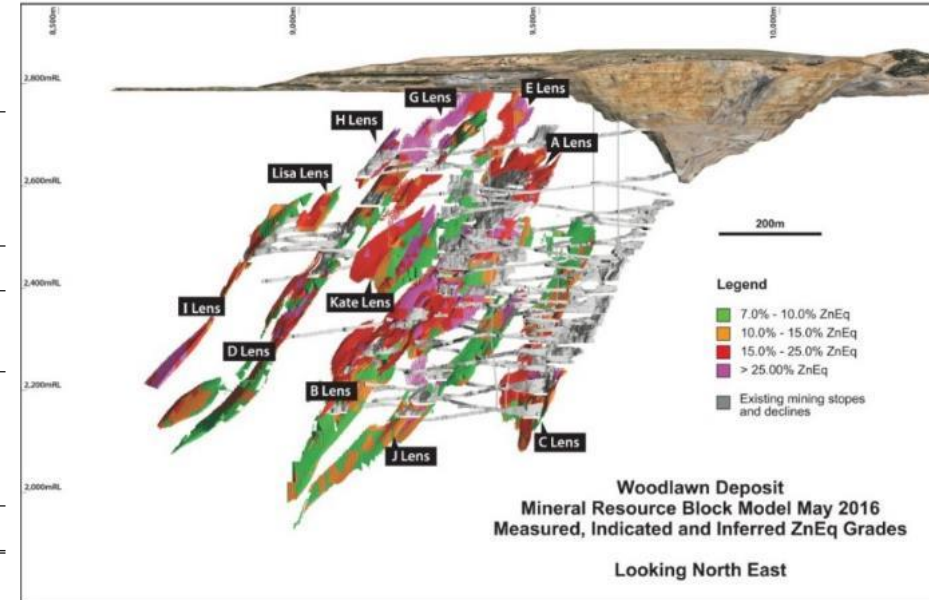 8,500m
9,000mRL
9,500m
10,000m
2,800mRL
G Lens
E Lens
H Lens
A Lens
Lisa Lens
2,600mRL
200m
2,400mRL
Legend
Kate Lens
7.0% - 10.0% ZnEq
I Lens
10.0% - 15.0% ZnEq
15.0% - 25.0% ZnEq
D Lens
> 25.00% ZnEq
2,200mRL
B Lens
Existing mining stopes
and declines
C Lens
J Lens
2,000mRL
Woodlawn Deposit
Mineral Resource Block Model May 2016
Measured, Indicated and Inferred ZnEq Grades
Looking North East